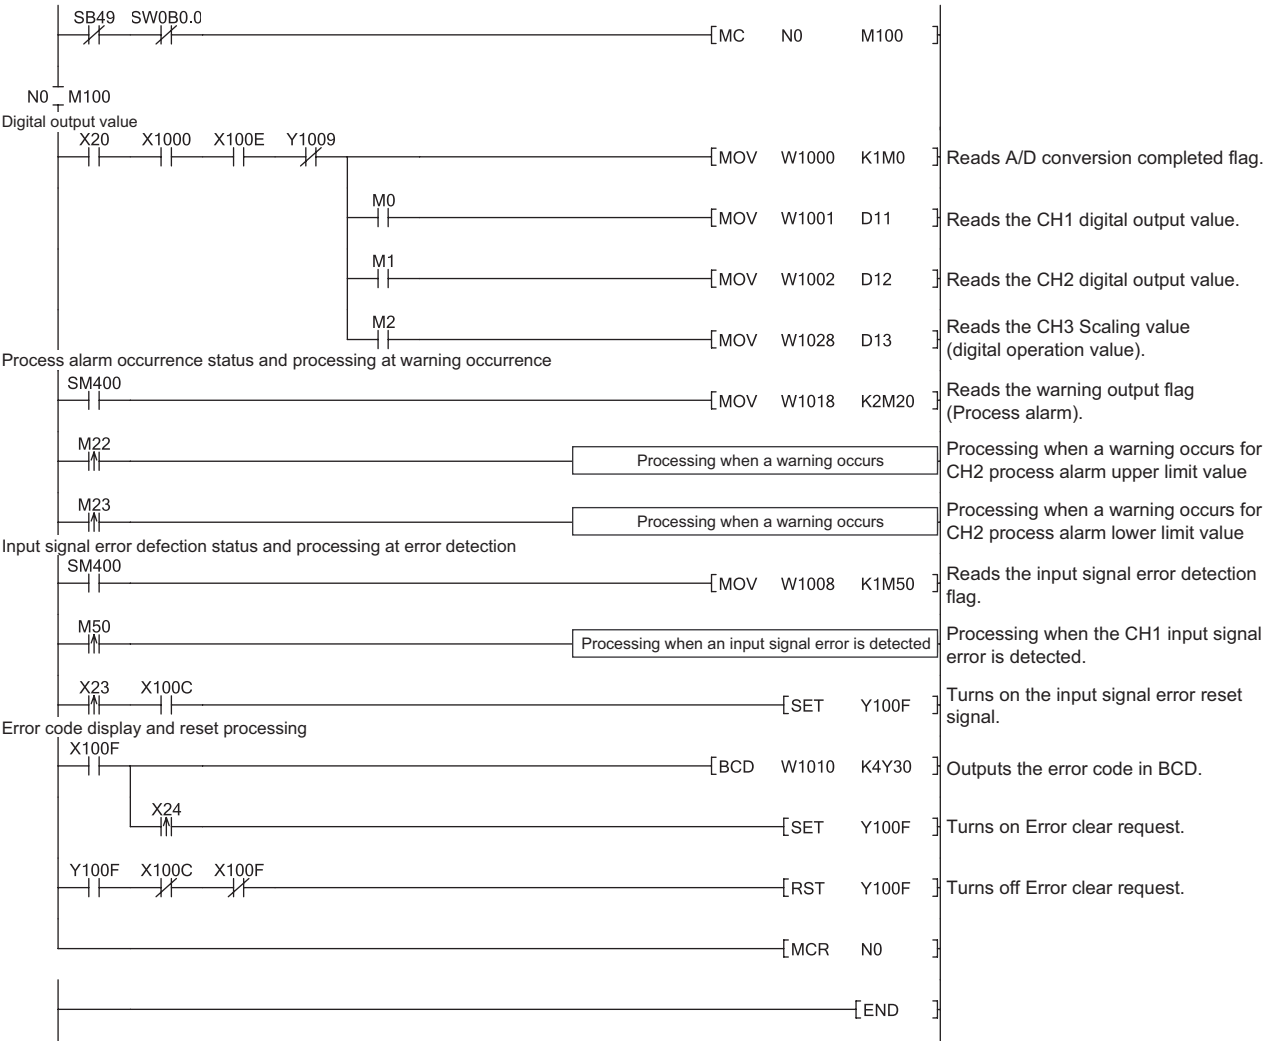 SB49 SW0B0.0
MC N0 M100
N0 M100
Digital output value
X20 X1000 X100E Y1009
MOV W1000 K1M0 Reads A/D conversion completed flag.
M0
MOV W1001 D11 Reads the CH1 digital output value.
M1
MOV W1002 D12 Reads the CH2 digital output value.
M2
MOV W1028 D13 Reads the CH3 Scaling value
(digital operation value).
Process alarm occurrence status and processing at warning occurrence
SM400
MOV W1018 K2M20 Reads the warning output flag
(Process alarm).
M22
Processing when a warning occurs Processing when a warning occurs for
CH2 process alarm upper limit value
M23
Processing when a warning occurs Processing when a warning occurs for
CH2 process alarm lower limit value
Input signal error defection status and processing at error detection
SM400
MOV W1008 K1M50 Reads the input signal error detection
flag.
M50
Processing when an input signal error is detected Processing when the CH1 input signal
error is detected.
X23 X100C
SET Y100F Turns on the input signal error reset
signal.
Error code display and reset processing
X100F
BCD W1010 K4Y30 Outputs the error code in BCD.
X24
SET Y100F Turns on Error clear request.
Y100F X100C X100F
RST Y100F Turns off Error clear request.
MCR N0
END